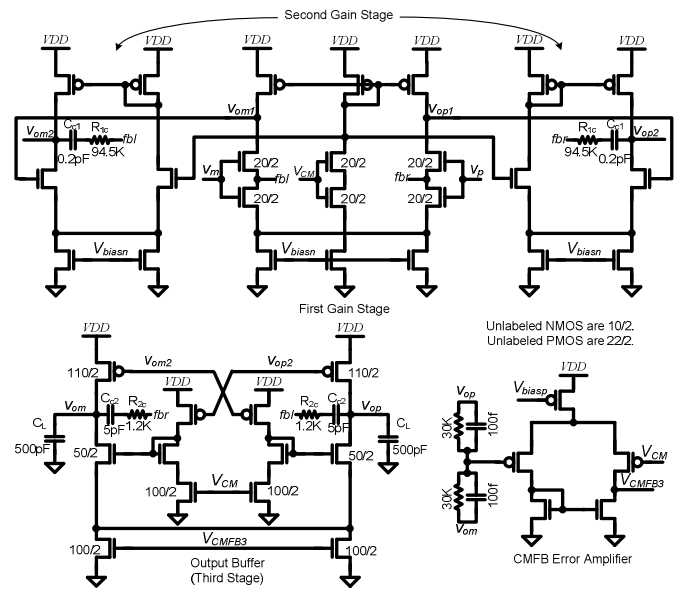 Second Gain Stage
VDD VDD VDD VDD VDD VDD VDD
Vom1 Vop1
Vom2 Cc1 R1c fbl
0.2pF 94.5K
fbr R1c Cc1 Vop2
94.5K 0.2pF
20/2 20/2 20/2
Vm fbl VCM fbr Vp
20/2 20/2 20/2
Vbiasn Vbiasn Vbiasn
First Gain Stage
Unlabeled NMOS are 10/2.
Unlabeled PMOS are 22/2.
VDD VDD
110/2 Vom2 Vop2 110/2
VDD VDD
Vom Cc2 R2c fbr
5pF 1.2K
fbl R2c Cc2 Vop
1.2K 5pF
CL
500pF
CL
500pF
50/2 50/2
100/2 VCM 100/2
VCMFB3
100/2 100/2
Output Buffer
(Third Stage)
VDD
Vbiasp
Vop
30K 100f
30K 100f
Vom
VCM
VCMFB3
CMFB Error Amplifier